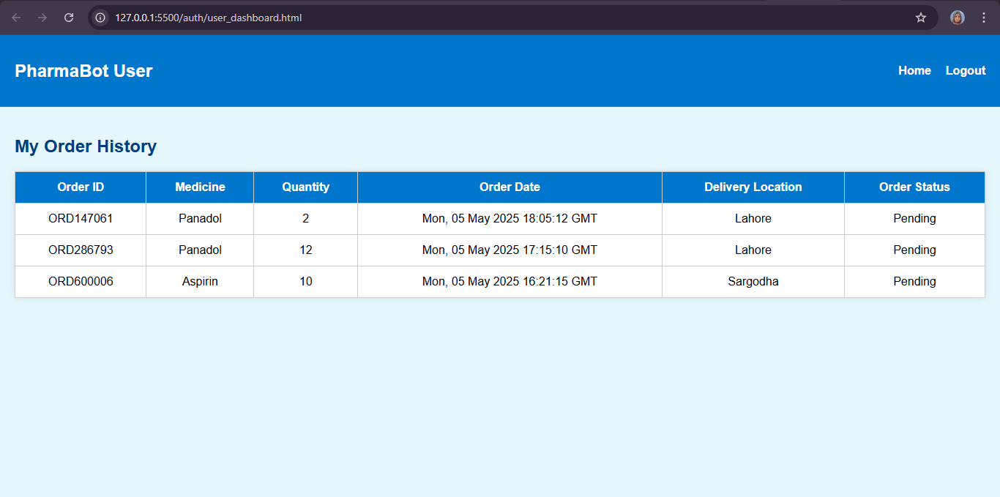 127.0.0.1:5500/auth/user_dashboard.html
PharmaBot User Home Logout
My Order History
Order ID Medicine Quantity Order Date Delivery Location Order Status
ORD147061 Panadol 2 Mon, 05 May 2025 18:05:12 GMT Lahore Pending
ORD286793 Panadol 12 Mon, 05 May 2025 17:15:10 GMT Lahore Pending
ORD600006 Aspirin 10 Mon, 05 May 2025 16:21:15 GMT Sargodha Pending